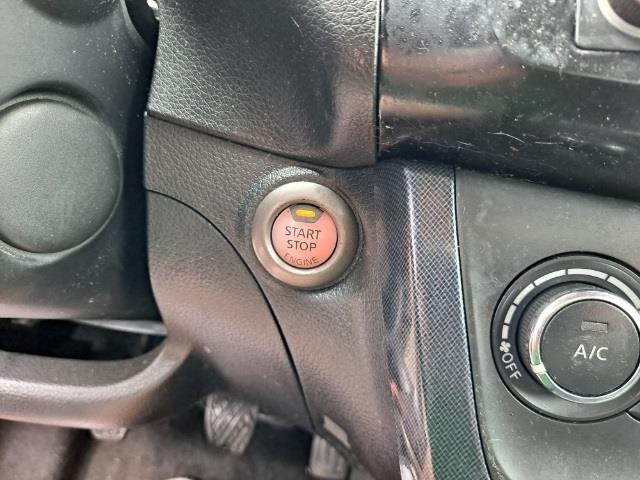 START
STOP
ENGINE
OFF
A/C